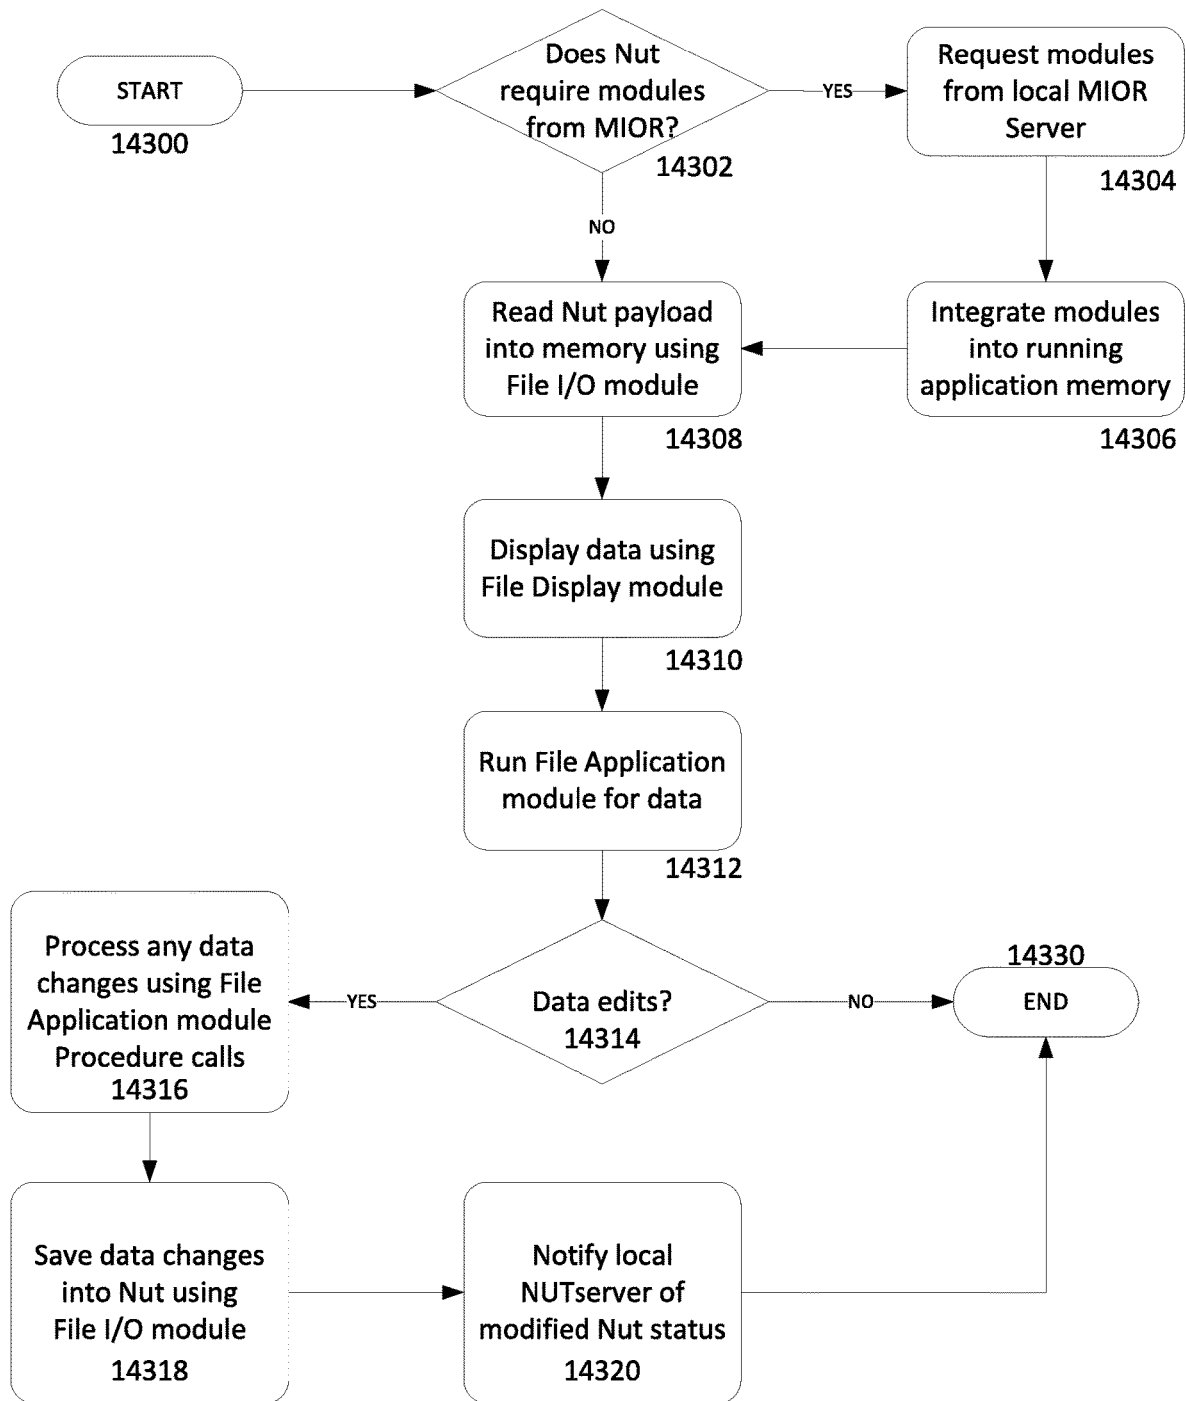 START
14300
Does Nut
require modules
from MIOR?
14302
YES
Request modules
from local MIOR
Server
14304
NO
Read Nut payload
into memory using
File I/O module
14308
Integrate modules
into running
application memory
14306
Display data using
File Display module
14310
Run File Application
module for data
14312
Process any data
changes using File
Application module
Procedure calls
14316
YES
Data edits?
14314
NO
14330
END
Save data changes
into Nut using
File I/O module
14318
Notify local
NUTserver of
modified Nut status
14320